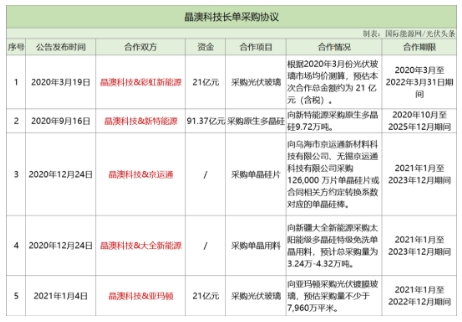 晶澳科技长单采购协议
制表：国际能源网/光伏头条
序号 公告发布时间 合作双方 资金 合作项目 合作情况 合作期限
1 2020年3月19日 晶澳科技&彩虹新能源 21亿元 采购光伏玻璃 根据2020年3月份光伏玻
璃市场均价测算，预估本
次合作总金额约为 21 亿
元（含税）。 2020年3月至
2022年3月31日期
间
2 2020年9月16日 晶澳科技&新特能源 91.37亿元 采购原生多晶硅 向新特能源采购原生多晶
硅9.72万吨。 2020年10月至
2025年12月期间
3 2020年12月24日 晶澳科技&京运通 / 采购单晶硅片 向乌海市京运通新材料科
技有限公司、无锡京运通
科技有限公司采购
126,000 万片单晶硅片或
合同相关方约定转换系数
对应的单晶硅棒。 2021年1月至
2023年12月期间
4 2020年12月24日 晶澳科技&大全新能源 / 采购单晶用料 向新疆大全新能源采购太
阳能级多晶硅特级免洗单
晶用料，预计总采购量为
3.24万-4.32万吨。 2021年1月至
2023年12月期间
5 2021年1月4日 晶澳科技&亚玛顿 21亿元 采购光伏玻璃 向亚玛顿采购光伏镀膜玻
璃，预估采购量不少于
7,960万平米。 2021年1月至
2022年12月期间